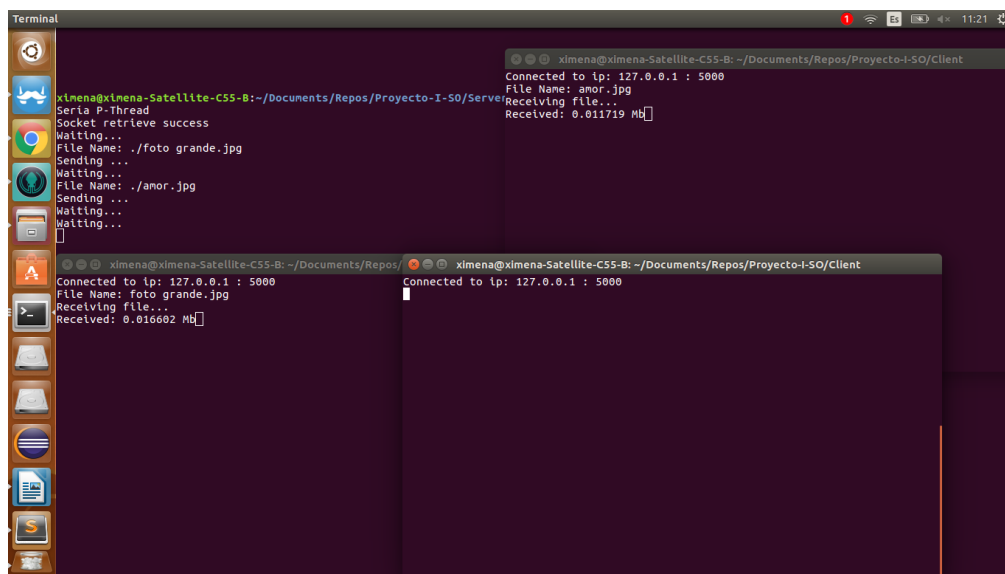 Terminal
1
Es
11:21
ximena@ximena-Satellite-C55-B:~/Documents/Repos/Proyecto-I-SO/Server
Seria P-Thread
Socket retrieve success
Waiting...
File Name: ./foto grande.jpg
Sending ...
Waiting...
File Name: ./amor.jpg
Sending ...
Waiting...
Waiting...
ximena@ximena-Satellite-C55-B: ~/Documents/Repos/Proyecto-I-SO/Client
Connected to ip: 127.0.0.1 : 5000
File Name: amor.jpg
Receiving file...
Received: 0.011719 Mb
ximena@ximena-Satellite-C55-B: ~/Documents/Repos/
Connected to ip: 127.0.0.1 : 5000
File Name: foto grande.jpg
Receiving file...
Received: 0.016602 Mb
ximena@ximena-Satellite-C55-B: ~/Documents/Repos/Proyecto-I-SO/Client
Connected to ip: 127.0.0.1 : 5000